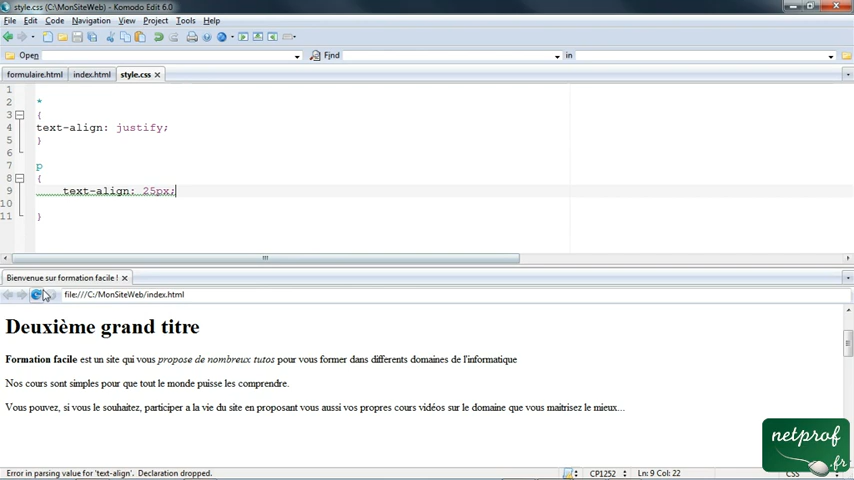 style.css (C:\MonSiteWeb) - Komodo Edit 6.0
File Edit Code Navigation View Project Tools Help
Open Find in
formulaire.html index.html style.css
1
2 *
3 {
4 text-align: justify;
5 }
6
7 p
8 {
9 text-align: 25px;
10
11 }
Bienvenue sur formation facile !
file:///C:/MonSiteWeb/index.html
Deuxième grand titre
Formation facile est un site qui vous propose de nombreux tutos pour vous former dans differents domaines de l'informatique
Nos cours sont simples pour que tout le monde puisse les comprendre.
Vous pouvez, si vous le souhaitez, participer a la vie du site en proposant vous aussi vos propres cours vidéos sur le domaine que vous maitrisez le mieux...
netprof
.fr
Error in parsing value for 'text-align'. Declaration dropped. CP1252 Ln: 9 Col: 22 CSS